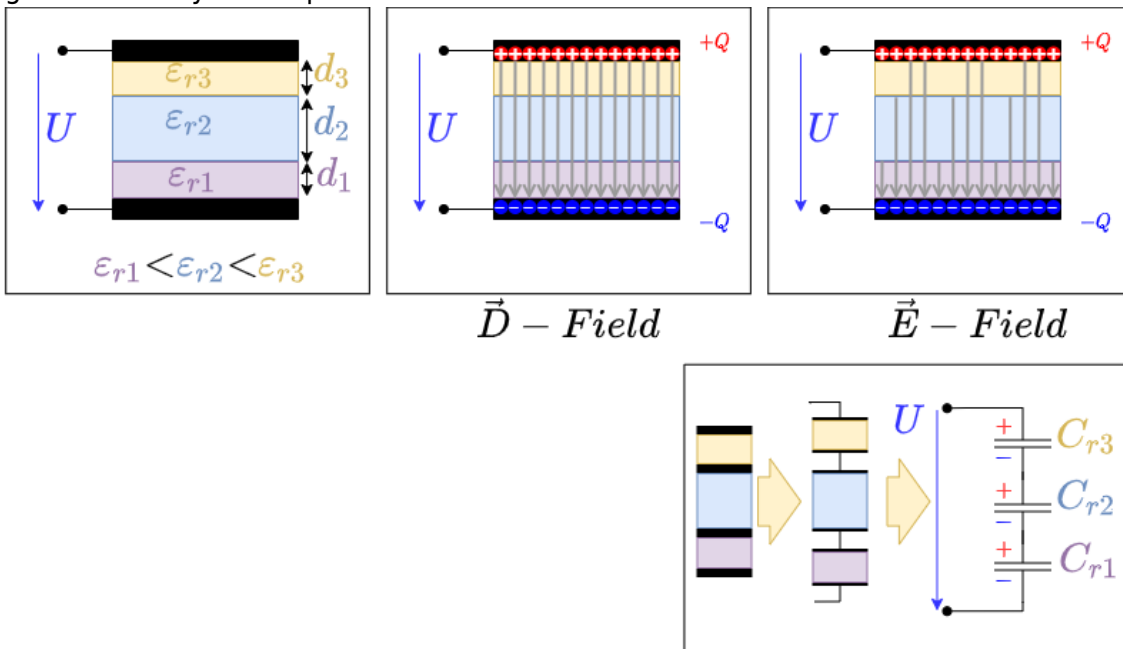 εr3 d3
U εr2 d2
εr1 d1
εr1<εr2<εr3
+Q
U
−Q
+Q
U
−Q
D⃗ − Field
E⃗ − Field
U
+ Cr3
−
+ Cr2
−
+ Cr1
−